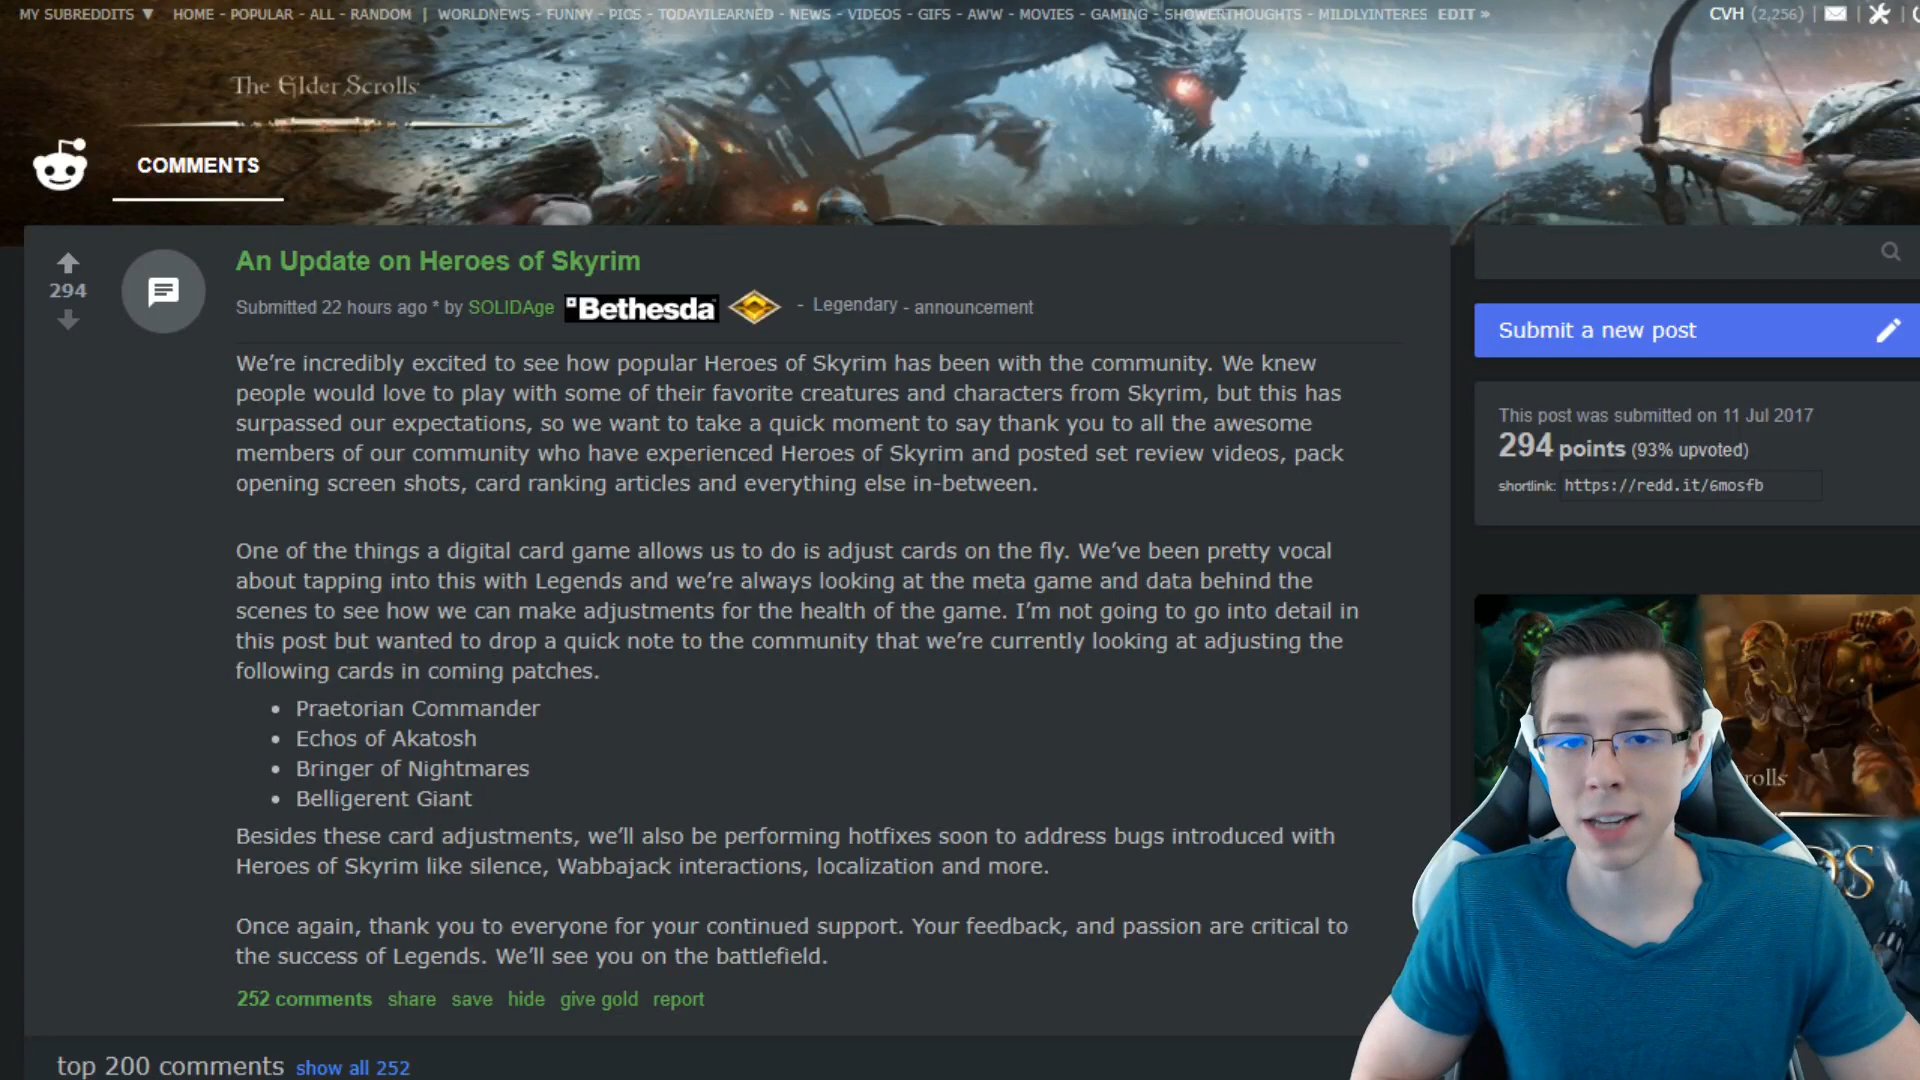 MY SUBREDDITS ▼ HOME - POPULAR - ALL - RANDOM | WORLDNEWS - FUNNY - PICS - TODAYILEARNED - NEWS - VIDEOS - GIFS - AWW - MOVIES - GAMING - SHOWERTHOUGHTS - MILDLYINTERES EDIT »
CVH (2,256) | | |
The Elder Scrolls
COMMENTS
An Update on Heroes of Skyrim
294
Submitted 22 hours ago * by SOLIDAge Bethesda - Legendary - announcement
We're incredibly excited to see how popular Heroes of Skyrim has been with the community. We knew
people would love to play with some of their favorite creatures and characters from Skyrim, but this has
surpassed our expectations, so we want to take a quick moment to say thank you to all the awesome
members of our community who have experienced Heroes of Skyrim and posted set review videos, pack
opening screen shots, card ranking articles and everything else in-between.
One of the things a digital card game allows us to do is adjust cards on the fly. We've been pretty vocal
about tapping into this with Legends and we're always looking at the meta game and data behind the
scenes to see how we can make adjustments for the health of the game. I'm not going to go into detail in
this post but wanted to drop a quick note to the community that we're currently looking at adjusting the
following cards in coming patches.
• Praetorian Commander
• Echos of Akatosh
• Bringer of Nightmares
• Belligerent Giant
Besides these card adjustments, we'll also be performing hotfixes soon to address bugs introduced with
Heroes of Skyrim like silence, Wabbajack interactions, localization and more.
Once again, thank you to everyone for your continued support. Your feedback, and passion are critical to
the success of Legends. We'll see you on the battlefield.
252 comments share save hide give gold report
top 200 comments show all 252
Submit a new post
This post was submitted on 11 Jul 2017
294 points (93% upvoted)
shortlink: https://redd.it/6mosfb
rolls
DS